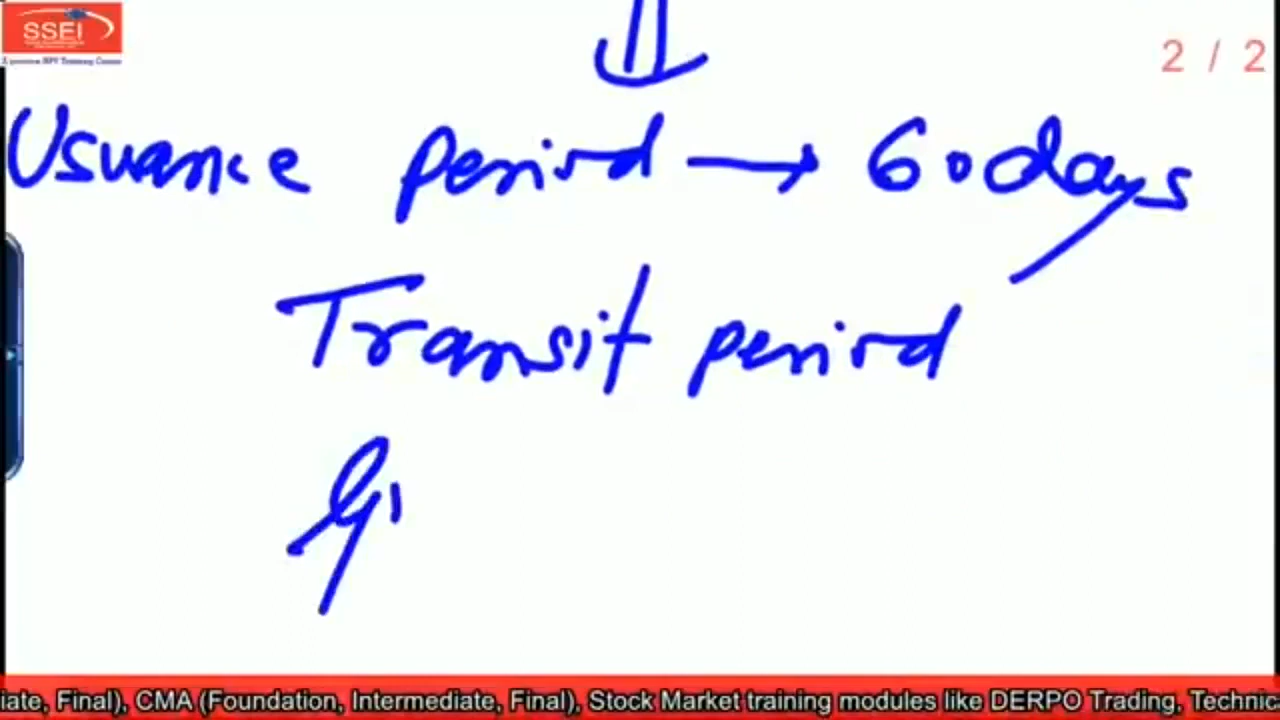 SSEI
2 / 2
Usuance period → 60 days
Transit period
iate, Final), CMA (Foundation, Intermediate, Final), Stock Market training modules like DERPO Trading, Technic